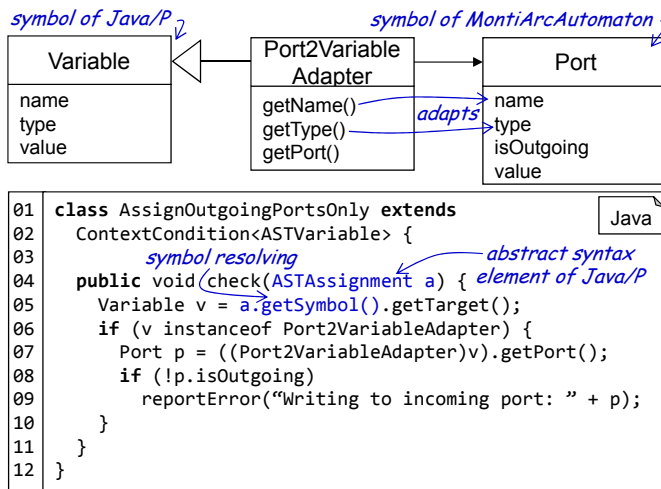 symbol of Java/P
symbol of MontiArcAutomaton
Variable
name
type
value
Port2Variable
Adapter
getName()
getType()
getPort()
adapts
Port
name
type
isOutgoing
value
Java
01 class AssignOutgoingPortsOnly extends
02 ContextCondition<ASTVariable> {
03
symbol resolving
abstract syntax
element of Java/P
04 public void check(ASTAssignment a) {
05 Variable v = a.getSymbol().getTarget();
06 if (v instanceof Port2VariableAdapter) {
07 Port p = ((Port2VariableAdapter)v).getPort();
08 if (!p.isOutgoing)
09 reportError(“Writing to incoming port: ” + p);
10 }
11 }
12 }